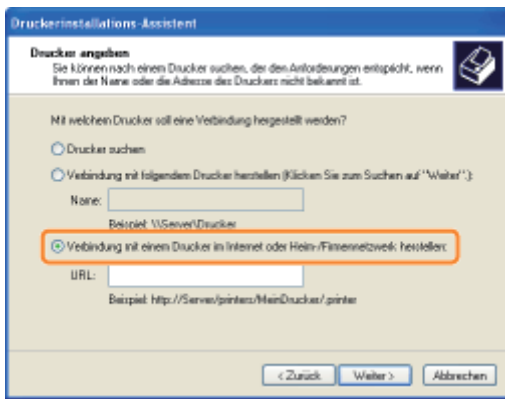 Druckerinstallations-Assistent
Drucker angeben
Sie können nach einem Drucker suchen, der den Anforderungen entspricht, wenn
Ihnen der Name oder die Adresse des Druckers nicht bekannt ist.
Mit welchem Drucker soll eine Verbindung hergestellt werden?
Drucker suchen
Verbindung mit folgendem Drucker herstellen (Klicken Sie zum Suchen auf "Weiter".):
Name:
Beispiel: \\Server\Drucker
Verbindung mit einem Drucker im Internet oder Heim-/Firmennetzwerk herstellen:
URL:
Beispiel: http://Server/printers/MeinDrucker/.printer
< Zurück
Weiter >
Abbrechen